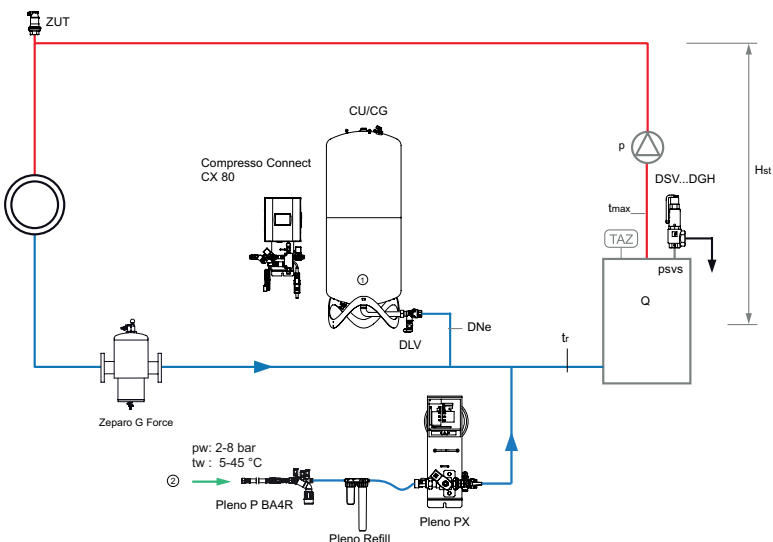 ZUT
CU/CG
Compresso Connect
CX 80
p
Hst
DSV...DGH
tmax
TAZ
psvs
1
Q
DNe
DLV
tr
Zeparo G Force
pw: 2-8 bar
tw : 5-45 °C
2
Pleno P BA4R
Pleno Refill
Pleno PX